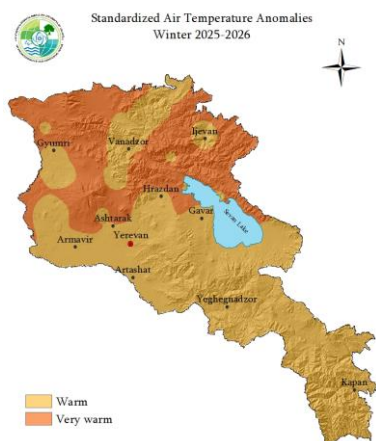 Standardized Air Temperature Anomalies
Winter 2025-2026
N
Ijevan
Gyumri
Vanadzor
Hrazdan
Gavar
Sevan Lake
Ashtarak
Yerevan
Armavir
Artashat
Yeghegnadzor
Kapan
Warm
Very warm